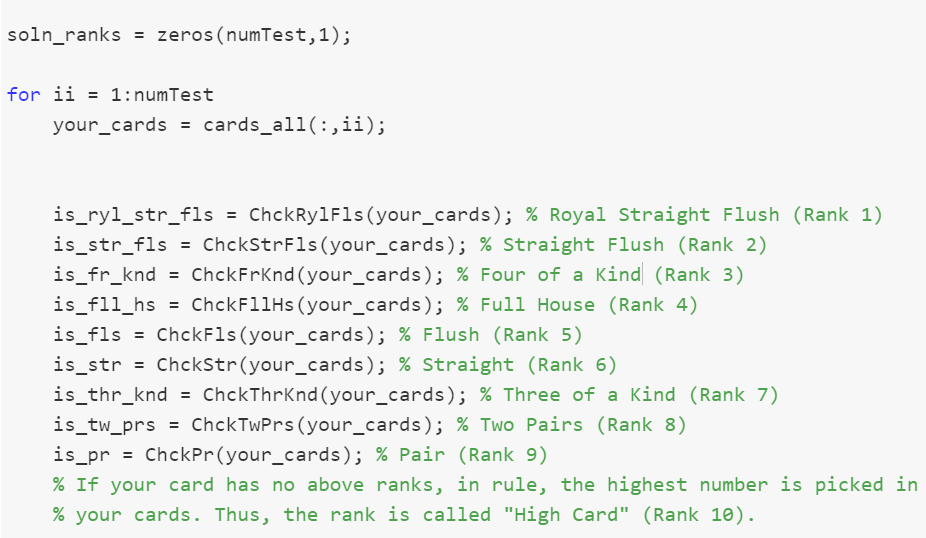 soln_ranks = zeros(numTest,1);
for ii = 1:numTest
your_cards = cards_all(:,ii);
is_ryl_str_fls = ChckRylFls(your_cards); % Royal Straight Flush (Rank 1)
is_str_fls = ChckStrFls(your_cards); % Straight Flush (Rank 2)
is_fr_knd = ChckFrKnd(your_cards); % Four of a Kind (Rank 3)
is_fll_hs = ChckFllHs(your_cards); % Full House (Rank 4)
is_fls = ChckFls(your_cards); % Flush (Rank 5)
is_str = ChckStr(your_cards); % Straight (Rank 6)
is_thr_knd = ChckThrKnd(your_cards); % Three of a Kind (Rank 7)
is_tw_prs = ChckTwPrs(your_cards); % Two Pairs (Rank 8)
is_pr = ChckPr(your_cards); % Pair (Rank 9)
% If your card has no above ranks, in rule, the highest number is picked in
% your cards. Thus, the rank is called "High Card" (Rank 10).